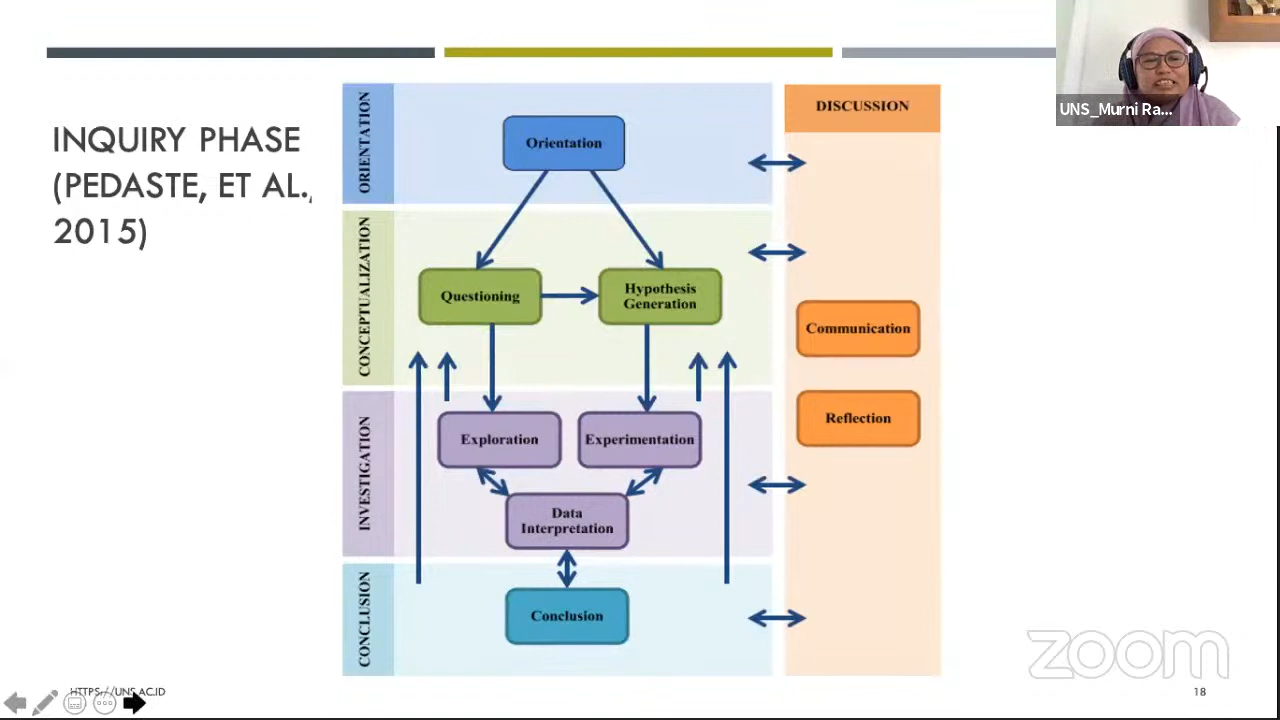 INQUIRY PHASE
(PEDASTE, ET AL.,
2015)
ORIENTATION
Orientation
CONCEPTUALIZATION
Questioning
Hypothesis
Generation
INVESTIGATION
Exploration
Experimentation
Data
Interpretation
CONCLUSION
Conclusion
DISCUSSION
Communication
Reflection
UNS_Murni Ra...
zoom
HTTPS://UNS.AC.ID
18